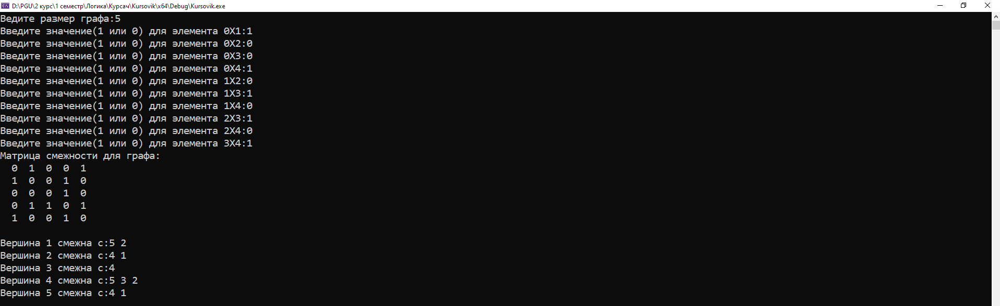 D:\PGU\2 курс\1 семестр\Логика\Курсач\Kursovik\x64\Debug\Kursovik.exe
Ведите размер графа:5
Введите значение(1 или 0) для элемента 0X1:1
Введите значение(1 или 0) для элемента 0X2:0
Введите значение(1 или 0) для элемента 0X3:0
Введите значение(1 или 0) для элемента 0X4:1
Введите значение(1 или 0) для элемента 1X2:0
Введите значение(1 или 0) для элемента 1X3:1
Введите значение(1 или 0) для элемента 1X4:0
Введите значение(1 или 0) для элемента 2X3:1
Введите значение(1 или 0) для элемента 2X4:0
Введите значение(1 или 0) для элемента 3X4:1
Матрица смежности для графа:
0 1 0 0 1
1 0 0 1 0
0 0 0 1 0
0 1 1 0 1
1 0 0 1 0
Вершина 1 смежна с:5 2
Вершина 2 смежна с:4 1
Вершина 3 смежна с:4
Вершина 4 смежна с:5 3 2
Вершина 5 смежна с:4 1